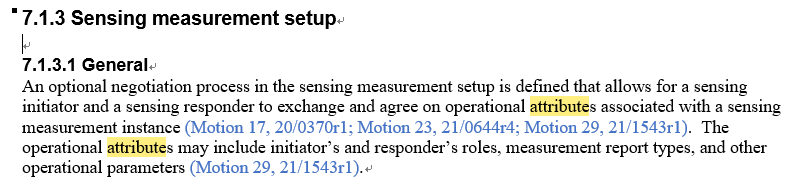 7.1.3 Sensing measurement setup
7.1.3.1 General
An optional negotiation process in the sensing measurement setup is defined that allows for a sensing
initiator and a sensing responder to exchange and agree on operational attributes associated with a sensing
measurement instance (Motion 17, 20/0370r1; Motion 23, 21/0644r4; Motion 29, 21/1543r1).  The
operational attributes may include initiator’s and responder’s roles, measurement report types, and other
operational parameters (Motion 29, 21/1543r1).